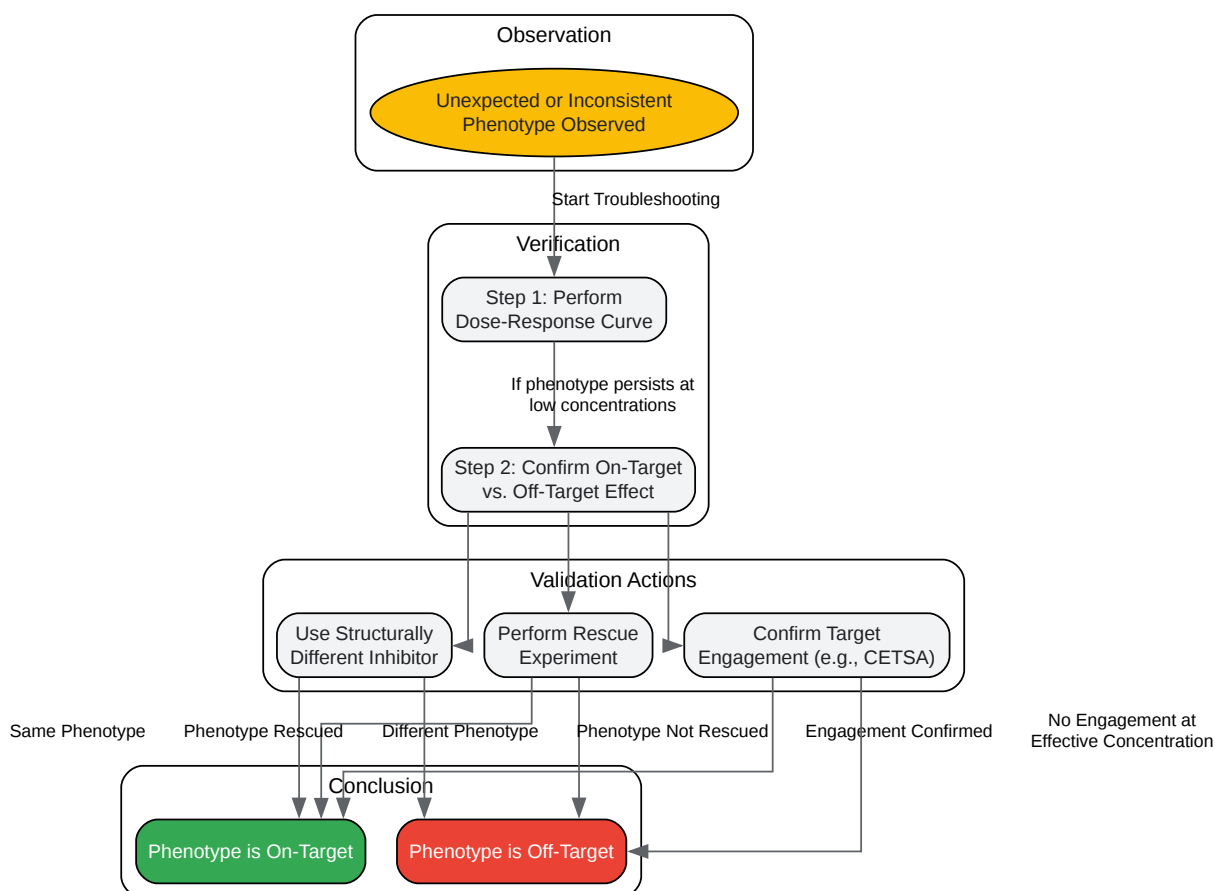 Observation
Unexpected or Inconsistent
Phenotype Observed
Start Troubleshooting
Verification
Step 1: Perform
Dose-Response Curve
If phenotype persists at
low concentrations
Step 2: Confirm On-Target
vs. Off-Target Effect
Validation Actions
Use Structurally
Different Inhibitor
Perform Rescue
Experiment
Confirm Target
Engagement (e.g., CETSA)
Same Phenotype
Phenotype Rescued
Different Phenotype
Phenotype Not Rescued
Engagement Confirmed
No Engagement at
Effective Concentration
Conclusion
Phenotype is On-Target
Phenotype is Off-Target